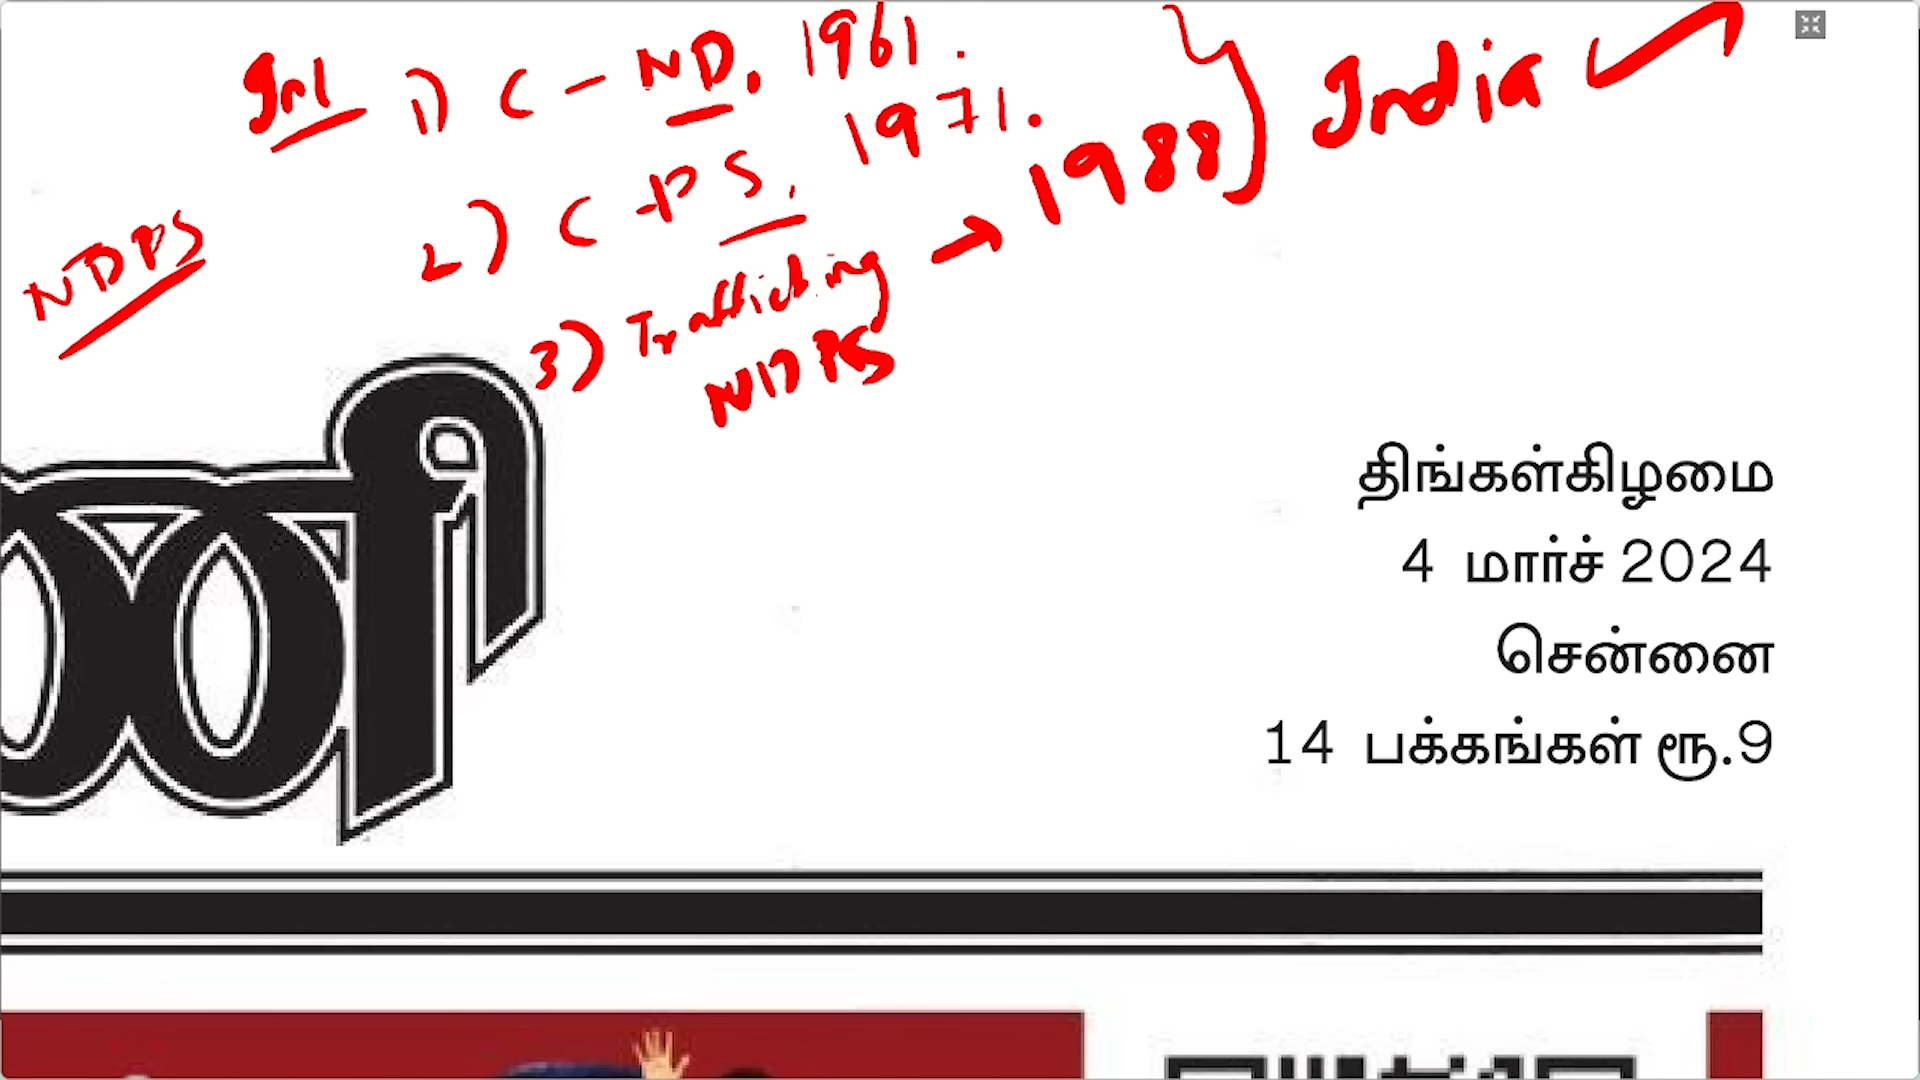 Inl 1) C - ND. 1961.
2) C - PS. 1971.
3) Trafficking → 1988 } India
NDPS
NDPS
திங்கள்கிழமை
4 மார்ச் 2024
சென்னை
14 பக்கங்கள் ரூ.9